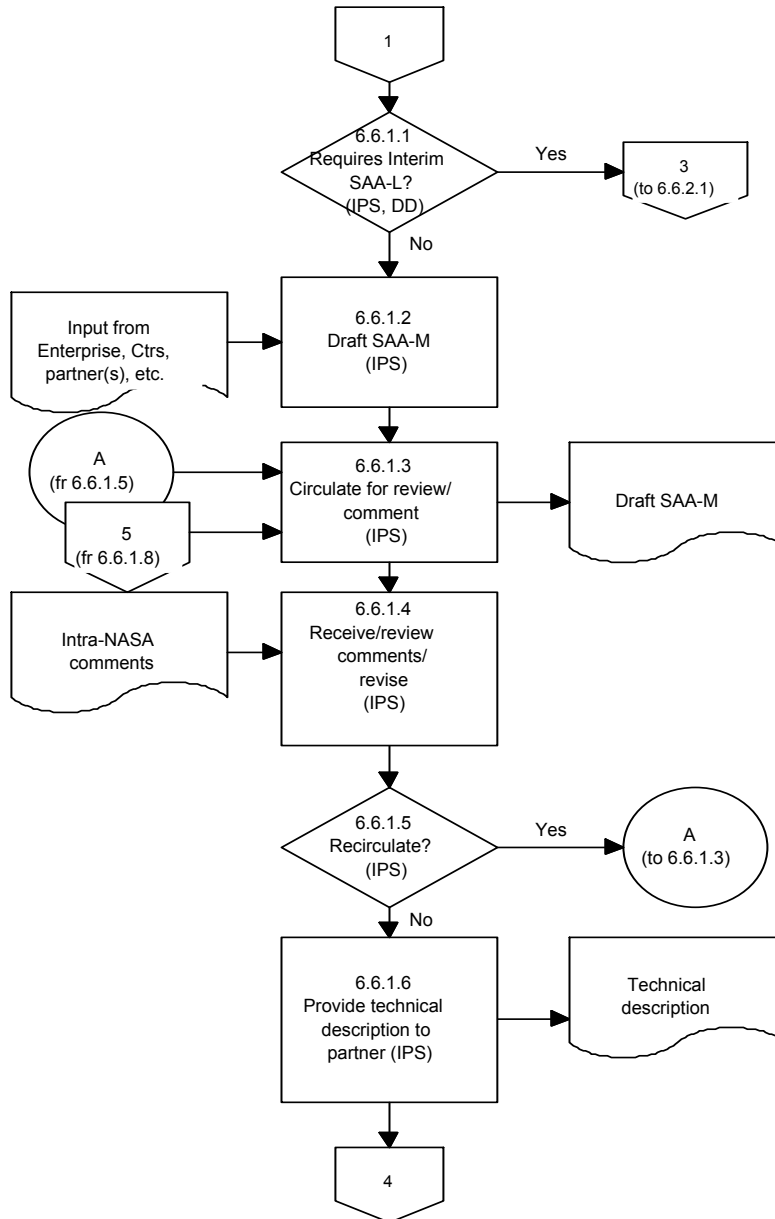 1
6.6.1.1
Requires Interim
SAA-L?
(IPS, DD)
Yes
3
(to 6.6.2.1)
No
Input from
Enterprise, Ctrs,
partner(s), etc.
6.6.1.2
Draft SAA-M
(IPS)
A
(fr 6.6.1.5)
6.6.1.3
Circulate for review/
comment
(IPS)
Draft SAA-M
5
(fr 6.6.1.8)
Intra-NASA
comments
6.6.1.4
Receive/review
comments/
revise
(IPS)
6.6.1.5
Recirculate?
(IPS)
Yes
A
(to 6.6.1.3)
No
6.6.1.6
Provide technical
description to
partner (IPS)
Technical
description
4